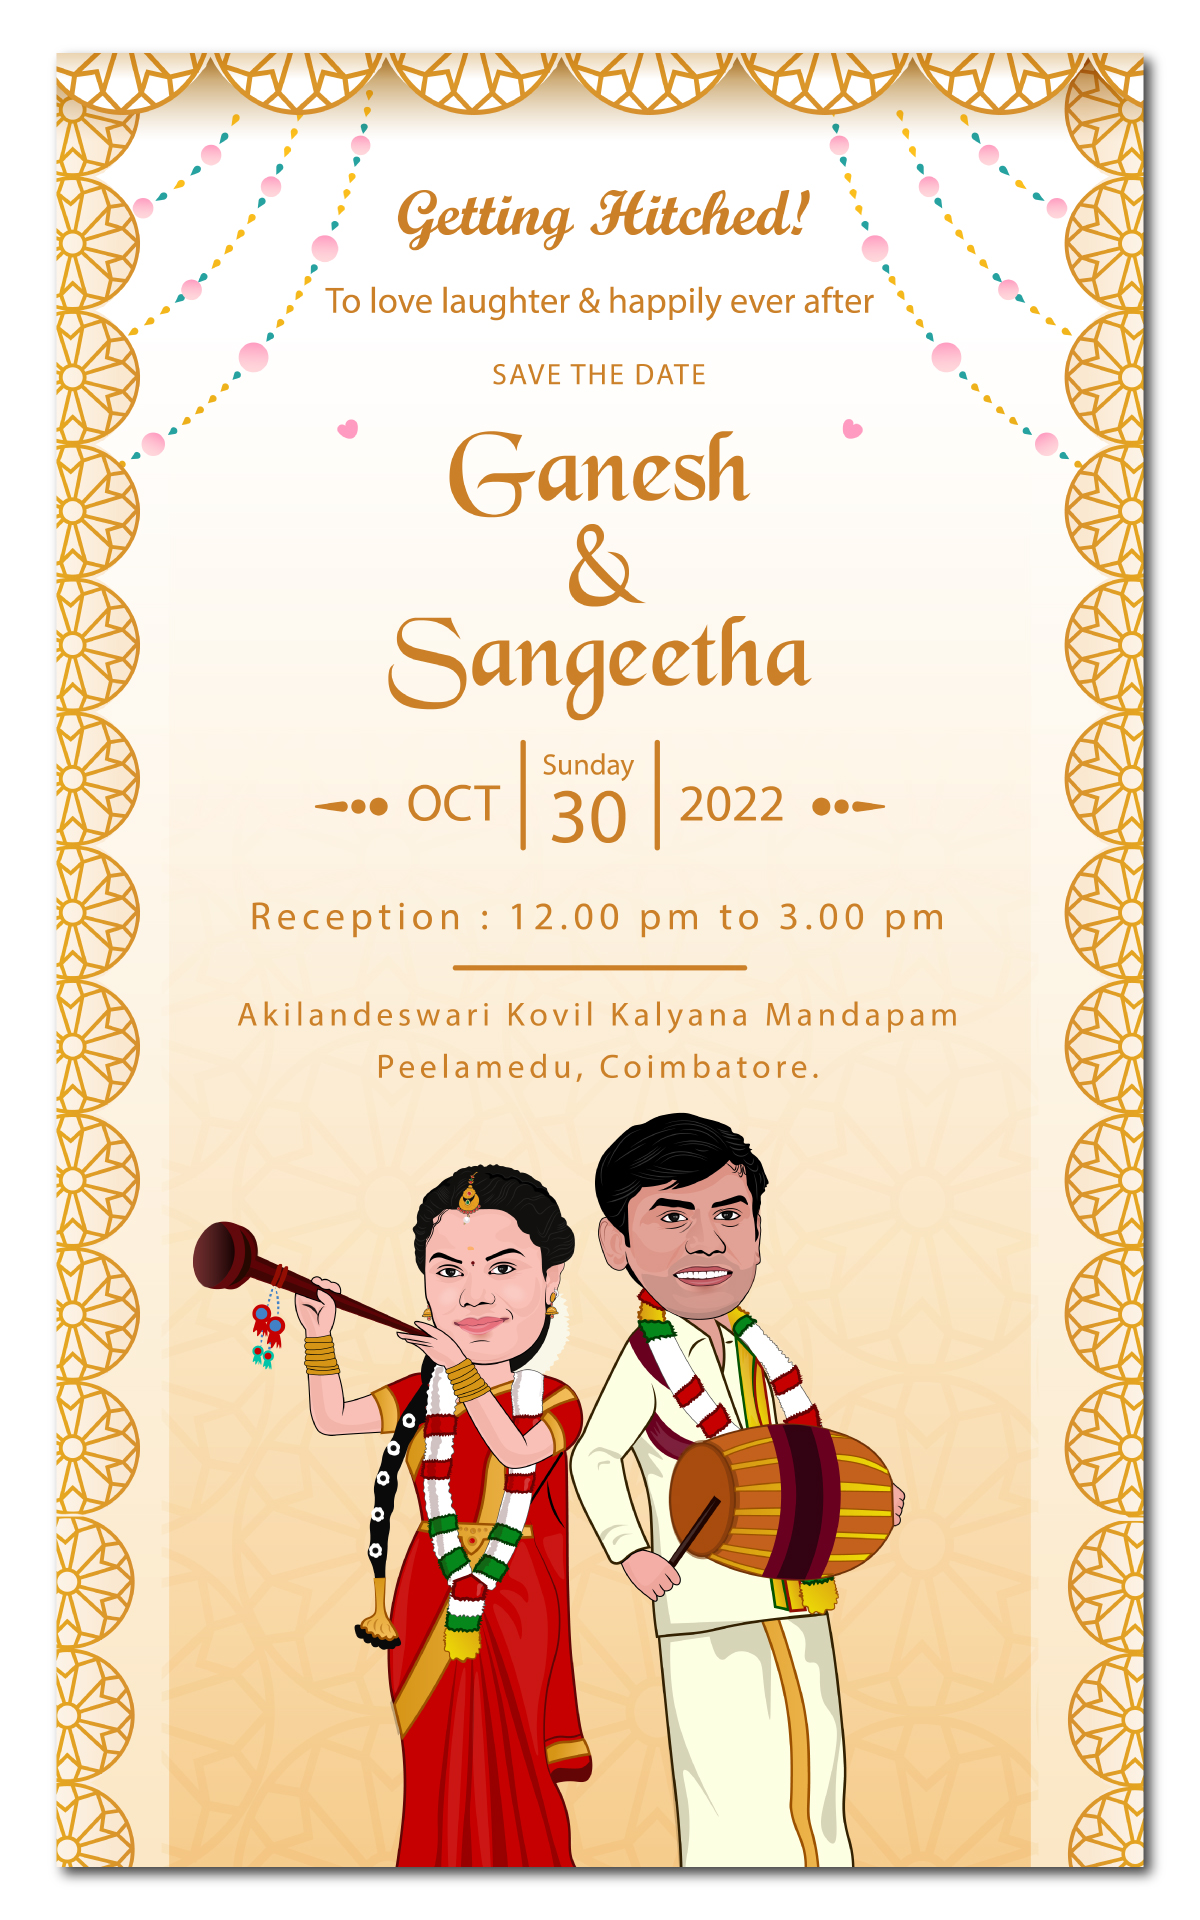 Getting Hitched!
To love laughter & happily ever after
SAVE THE DATE
Ganesh
&
Sangeetha
OCT Sunday 30 2022
Reception : 12.00 pm to 3.00 pm
Akilandeswari Kovil Kalyana Mandapam
Peelamedu, Coimbatore.